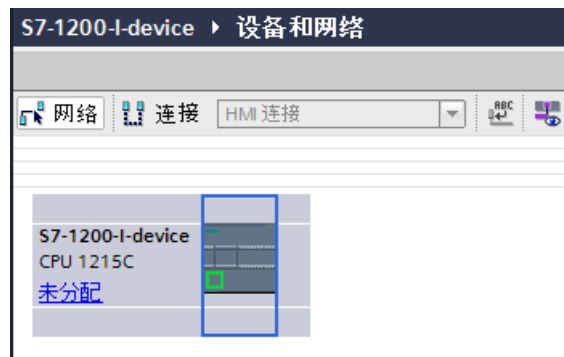 S7-1200-I-device ▸ 设备和网络
网络 连接 HMI 连接 ABC
S7-1200-I-device
CPU 1215C
未分配